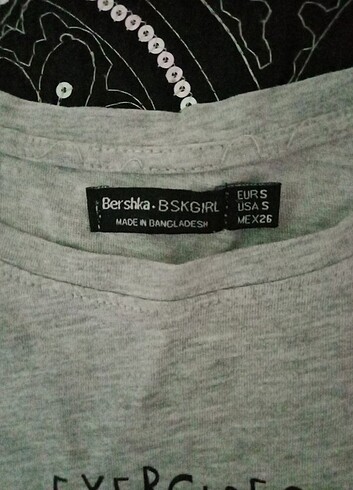 Bershka • BSKGIRL
MADE IN BANGLADESH
EUR S
USA S
MEX 26